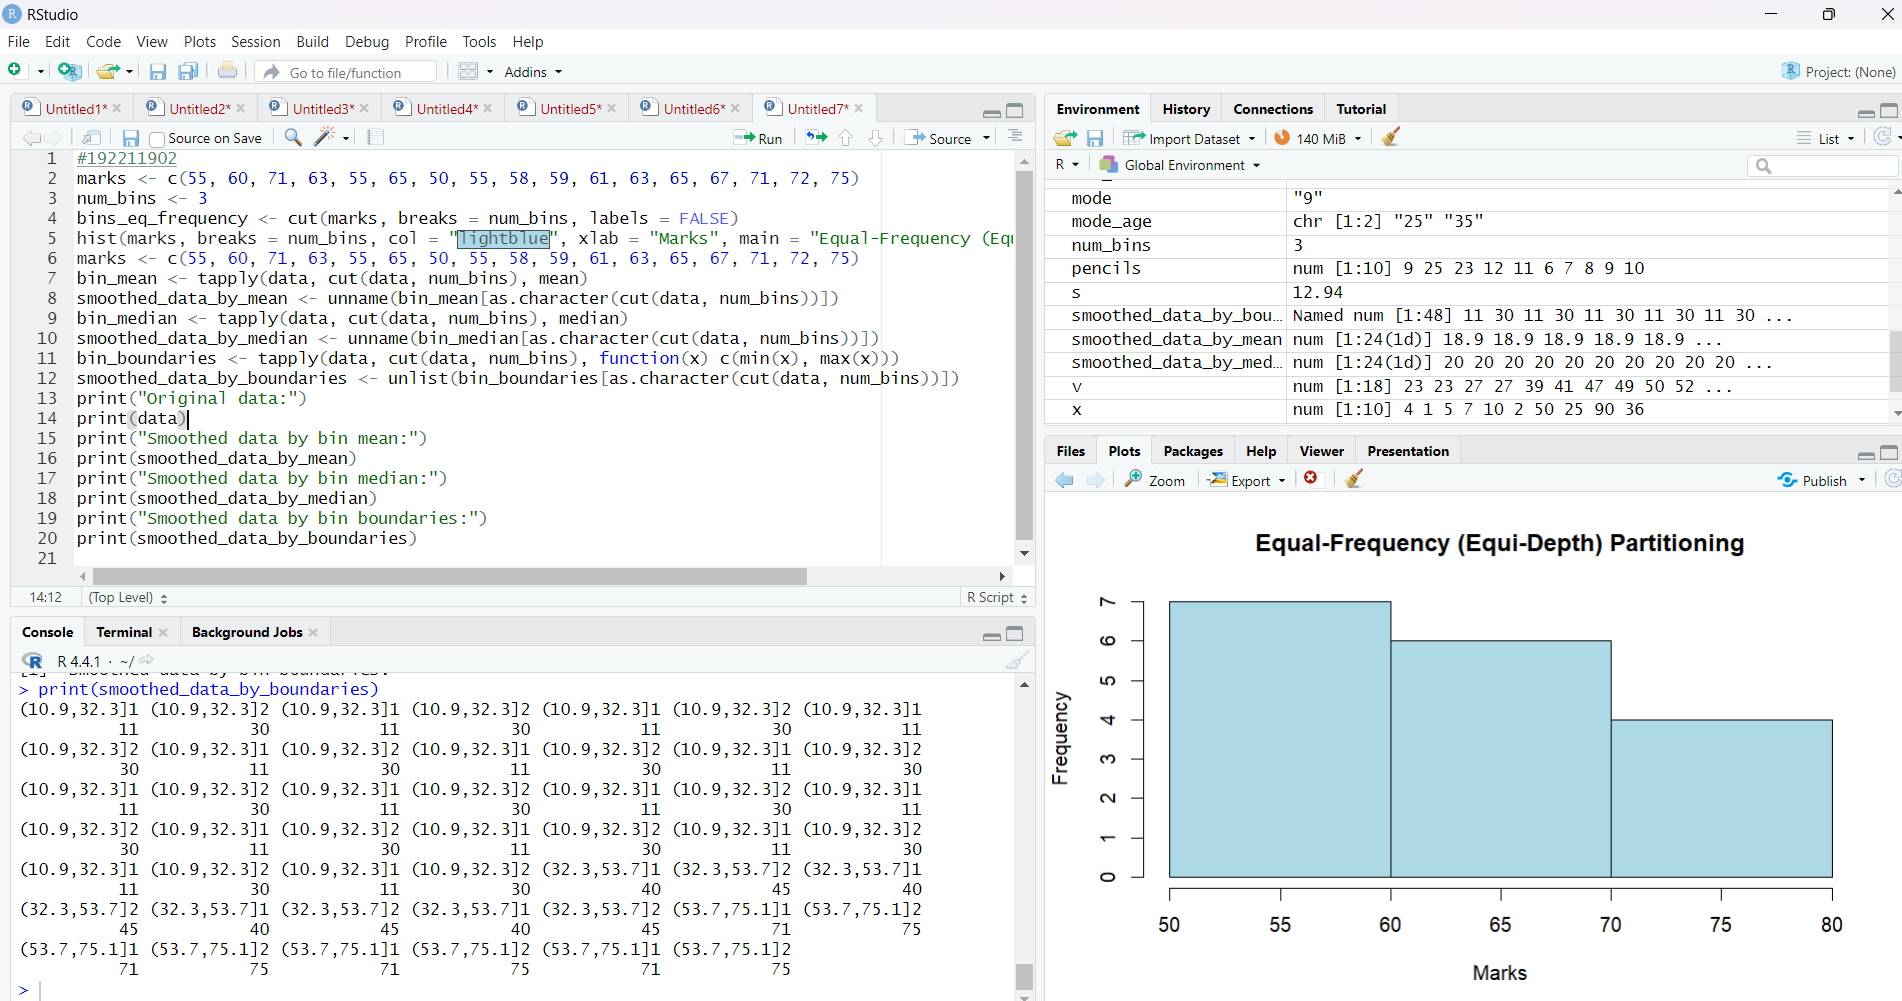 RStudio
File Edit Code View Plots Session Build Debug Profile Tools Help
Go to file/function Addins Project: (None)
Untitled1* Untitled2* Untitled3* Untitled4* Untitled5* Untitled6* Untitled7*
Source on Save Run Source
1 #192211902
2 marks <- c(55, 60, 71, 63, 55, 65, 50, 55, 58, 59, 61, 63, 65, 67, 71, 72, 75)
3 num_bins <- 3
4 bins_eq_frequency <- cut(marks, breaks = num_bins, labels = FALSE)
5 hist(marks, breaks = num_bins, col = "lightblue", xlab = "Marks", main = "Equal-Frequency (Equ
6 marks <- c(55, 60, 71, 63, 55, 65, 50, 55, 58, 59, 61, 63, 65, 67, 71, 72, 75)
7 bin_mean <- tapply(data, cut(data, num_bins), mean)
8 smoothed_data_by_mean <- unname(bin_mean[as.character(cut(data, num_bins))])
9 bin_median <- tapply(data, cut(data, num_bins), median)
10 smoothed_data_by_median <- unname(bin_median[as.character(cut(data, num_bins))])
11 bin_boundaries <- tapply(data, cut(data, num_bins), function(x) c(min(x), max(x)))
12 smoothed_data_by_boundaries <- unlist(bin_boundaries[as.character(cut(data, num_bins))])
13 print("Original data:")
14 print(data)
15 print("Smoothed data by bin mean:")
16 print(smoothed_data_by_mean)
17 print("Smoothed data by bin median:")
18 print(smoothed_data_by_median)
19 print("Smoothed data by bin boundaries:")
20 print(smoothed_data_by_boundaries)
21
14:12 (Top Level) R Script
Console Terminal Background Jobs
R 4.4.1 · ~/
[1] "Smoothed data by bin boundaries:"
> print(smoothed_data_by_boundaries)
(10.9,32.3]1 (10.9,32.3]2 (10.9,32.3]1 (10.9,32.3]2 (10.9,32.3]1 (10.9,32.3]2 (10.9,32.3]1
11 30 11 30 11 30 11
(10.9,32.3]2 (10.9,32.3]1 (10.9,32.3]2 (10.9,32.3]1 (10.9,32.3]2 (10.9,32.3]1 (10.9,32.3]2
30 11 30 11 30 11 30
(10.9,32.3]1 (10.9,32.3]2 (10.9,32.3]1 (10.9,32.3]2 (10.9,32.3]1 (10.9,32.3]2 (10.9,32.3]1
11 30 11 30 11 30 11
(10.9,32.3]2 (10.9,32.3]1 (10.9,32.3]2 (10.9,32.3]1 (10.9,32.3]2 (10.9,32.3]1 (10.9,32.3]2
30 11 30 11 30 11 30
(10.9,32.3]1 (10.9,32.3]2 (10.9,32.3]1 (10.9,32.3]2 (32.3,53.7]1 (32.3,53.7]2 (32.3,53.7]1
11 30 11 30 40 45 40
(32.3,53.7]2 (32.3,53.7]1 (32.3,53.7]2 (32.3,53.7]1 (32.3,53.7]2 (53.7,75.1]1 (53.7,75.1]2
45 40 45 40 45 71 75
(53.7,75.1]1 (53.7,75.1]2 (53.7,75.1]1 (53.7,75.1]2 (53.7,75.1]1 (53.7,75.1]2
71 75 71 75 71 75
>
Environment History Connections Tutorial
Import Dataset 140 MiB List
R Global Environment
mode "9"
mode_age chr [1:2] "25" "35"
num_bins 3
pencils num [1:10] 9 25 23 12 11 6 7 8 9 10
s 12.94
smoothed_data_by_bou… Named num [1:48] 11 30 11 30 11 30 11 30 11 30 ...
smoothed_data_by_mean num [1:24(1d)] 18.9 18.9 18.9 18.9 18.9 ...
smoothed_data_by_med… num [1:24(1d)] 20 20 20 20 20 20 20 20 20 20 ...
v num [1:18] 23 23 27 27 39 41 47 49 50 52 ...
x num [1:10] 4 1 5 7 10 2 50 25 90 36
Files Plots Packages Help Viewer Presentation
Zoom Export Publish
Equal-Frequency (Equi-Depth) Partitioning
Frequency
7
6
5
4
3
2
1
0
50 55 60 65 70 75 80
Marks